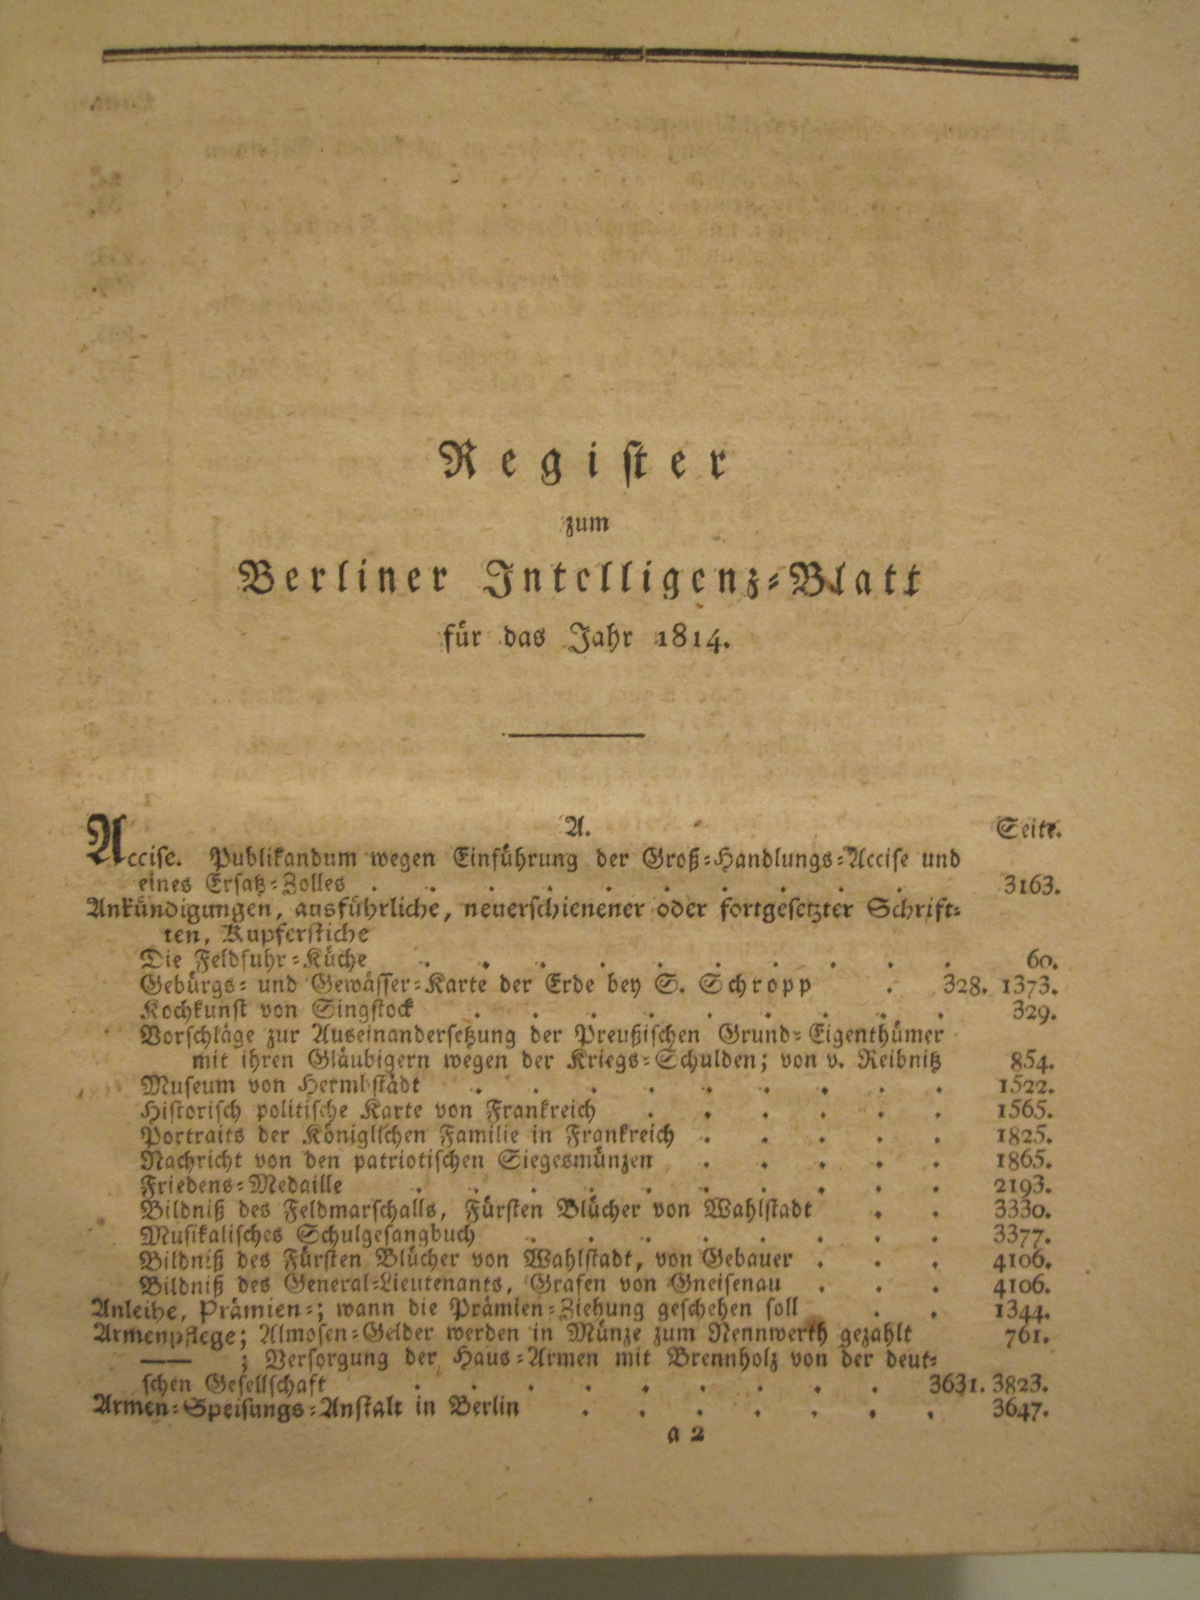 Register
zum
Berliner Intelligenz-Blatt
für das Jahr 1814.
A.
Seite.
Accise. Publikandum wegen Einführung der Groß-Handlungs-Accise und
eines Ersatz-Zolles . . . . . . . . . . 3163.
Ankündigungen, ausführliche, neuerschienener oder fortgesetzter Schrift-
ten, Kupferstiche
Die Feldfuhr-Küche . . . . . . . . . . 60.
Gebürgs- und Gewässer-Karte der Erde bey S. Schropp . 328. 1373.
Kochkunst von Singstock . . . . . . . . . 329.
Vorschläge zur Auseinandersetzung der Preußischen Grund-Eigenthümer
mit ihren Gläubigern wegen der Kriegs-Schulden; von v. Reibnitz 854.
Museum von Hermbstädt . . . . . . . . . 1522.
Historisch politische Karte von Frankreich . . . . . . 1565.
Portraits der Königlichen Familie in Frankreich . . . . . 1825.
Nachricht von den patriotischen Siegesmünzen . . . . . 1865.
Friedens-Medaille . . . . . . . . . . 2193.
Bildniß des Feldmarschalls, Fürsten Blücher von Wahlstadt . . 3330.
Musikalisches Schulgesangbuch . . . . . . . . 3377.
Bildniß des Fürsten Blücher von Wahlstadt, von Gebauer . . . 4106.
Bildniß des General-Lieutenants, Grafen von Gneisenau . . . 4106.
Anleihe, Prämien-; wann die Prämien-Ziehung geschehen soll . . 1344.
Armenpflege; Almosen-Gelder werden in Münze zum Nennwerth gezahlt 761.
—— ; Versorgung der Haus-Armen mit Brennholz von der deut-
schen Gesellschaft . . . . . . . . . 3631. 3823.
Armen-Speisungs-Anstalt in Berlin . . . . . . . 3647.
a 2